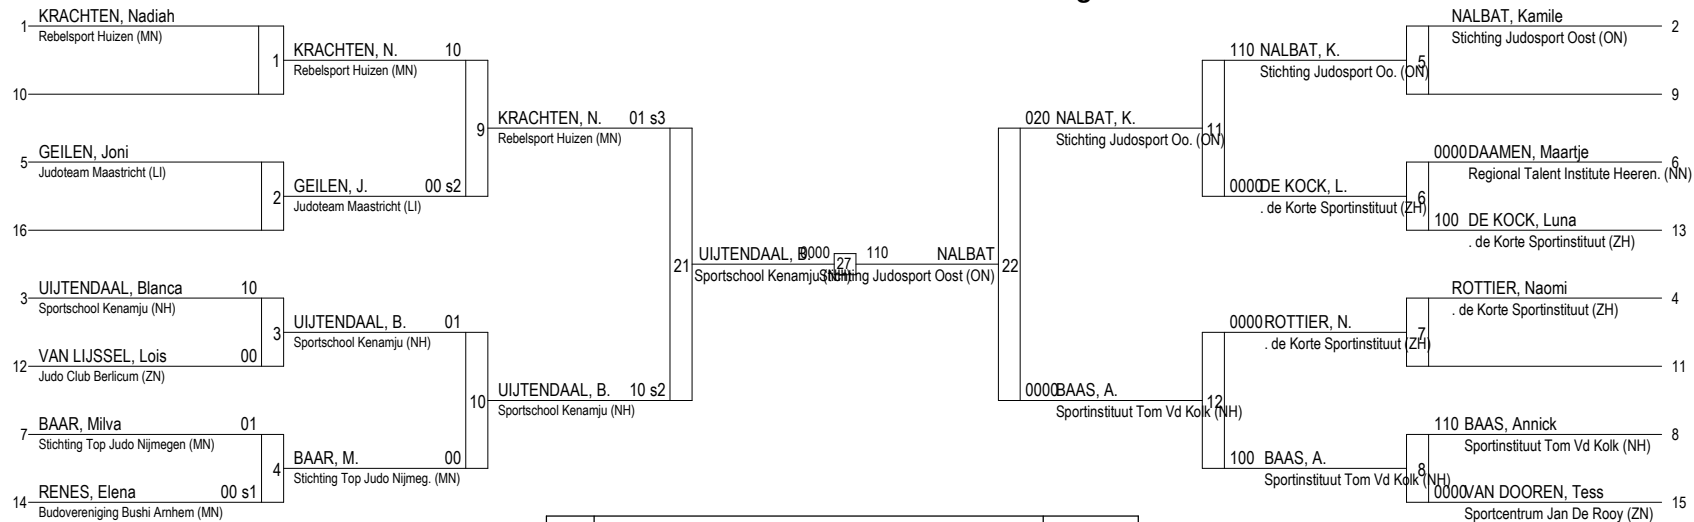 1 KRACHTEN, Nadiah
Rebelsport Huizen (MN)
10
1
KRACHTEN, N. 10
Rebelsport Huizen (MN)
5 GEILEN, Joni
Judoteam Maastricht (LI)
16
2
GEILEN, J. 00 s2
Judoteam Maastricht (LI)
9
KRACHTEN, N. 01 s3
Rebelsport Huizen (MN)
3 UIJTENDAAL, Blanca 10
Sportschool Kenamju (NH)
12 VAN LIJSSEL, Lois 00
Judo Club Berlicum (ZN)
3
UIJTENDAAL, B. 01
Sportschool Kenamju (NH)
7 BAAR, Milva 01
Stichting Top Judo Nijmegen (MN)
14 RENES, Elena 00 s1
Budovereniging Bushi Arnhem (MN)
4
BAAR, M. 00
Stichting Top Judo Nijmeg. (MN)
10
UIJTENDAAL, B. 10 s2
Sportschool Kenamju (NH)
21
UIJTENDAAL, B. 0000
Sportschool Kenamju (NH)
27
110 NALBAT
Stichting Judosport Oost (ON)
22
020 NALBAT, K.
Stichting Judosport Oo. (ON)
11
0000 BAAS, A.
Sportinstituut Tom Vd Kolk (NH)
12
110 NALBAT, K.
Stichting Judosport Oo. (ON)
5
0000 DE KOCK, L.
. de Korte Sportinstituut (ZH)
6
0000 ROTTIER, N.
. de Korte Sportinstituut (ZH)
7
100 BAAS, A.
Sportinstituut Tom Vd Kolk (NH)
8
NALBAT, Kamile 2
Stichting Judosport Oost (ON)
9
0000 DAAMEN, Maartje 6
Regional Talent Institute Heeren. (NN)
100 DE KOCK, Luna 13
. de Korte Sportinstituut (ZH)
ROTTIER, Naomi 4
. de Korte Sportinstituut (ZH)
11
110 BAAS, Annick 8
Sportinstituut Tom Vd Kolk (NH)
0000 VAN DOOREN, Tess 15
Sportcentrum Jan De Rooy (ZN)